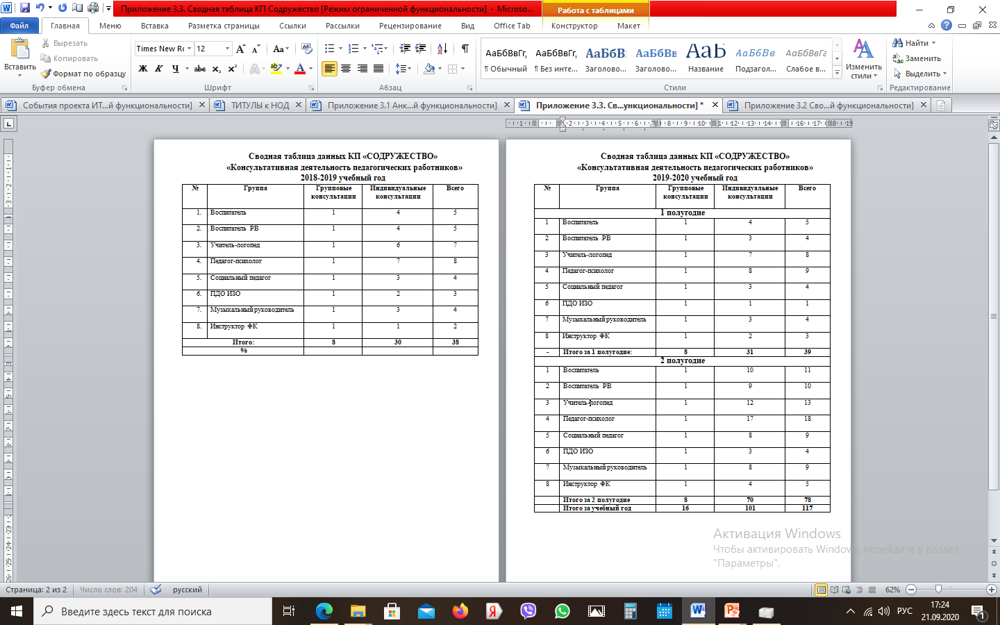 Приложение 3.3. Сводная таблица КП Содружество [Режим ограниченной функциональности] - Microso...
Работа с таблицами
Файл Главная Меню Вставка Разметка страницы Ссылки Рассылки Рецензирование Вид Office Tab Конструктор Макет
Вставить
Вырезать
Копировать
Формат по образцу
Буфер обмена
Times New Ro 12
Ж К Ч abc x₂ x²
Шрифт
Абзац
АаБбВвГг, АаБбВвГг, АаБбВ АаБбВв АаБ АаБбВв. АаБбВвГг
¶ Обычный ¶ Без инте... Заголово... Заголово... Название Подзагол... Слабое в...
Стили
Изменить стили
Найти
Заменить
Выделить
Редактирование
События проекта ИТ...й функциональности]
ТИТУЛЫ к НОД
Приложение 3.1 Анк...й функциональности]
Приложение 3.3. Св...ункциональности] *
Приложение 3.2 Сво...й функциональности]
Сводная таблица данных КП «СОДРУЖЕСТВО»
«Консультативная деятельность педагогических работников»
2018-2019 учебный год
№ Группа Групповые консультации Индивидуальные консультации Всего
1. Воспитатель 1 4 5
2. Воспитатель РВ 1 4 5
3. Учитель-логопед 1 6 7
4. Педагог-психолог 1 7 8
5. Социальный педагог 1 3 4
6. ПДО ИЗО 1 2 3
7. Музыкальный руководитель 1 3 4
8. Инструктор ФК 1 1 2
Итого: 8 30 38
%
Сводная таблица данных КП «СОДРУЖЕСТВО»
«Консультативная деятельность педагогических работников»
2019-2020 учебный год
№ Группа Групповые консультации Индивидуальные консультации Всего
1 полугодие
1 Воспитатель 1 4 5
2 Воспитатель РВ 1 3 4
3 Учитель-логопед 1 7 8
4 Педагог-психолог 1 8 9
5 Социальный педагог 1 3 4
6 ПДО ИЗО 1 1 1
7 Музыкальный руководитель 1 3 4
8 Инструктор ФК 1 2 3
- Итого за 1 полугодие: 8 31 39
2 полугодие
1 Воспитатель 1 10 11
2 Воспитатель РВ 1 9 10
3 Учитель-логопед 1 12 13
4 Педагог-психолог 1 17 18
5 Социальный педагог 1 8 9
6 ПДО ИЗО 1 3 4
7 Музыкальный руководитель 1 8 9
8 Инструктор ФК 1 4 5
Итого за 2 полугодие 8 70 78
Итого за учебный год 16 101 117
Активация Windows
Чтобы активировать Windows, перейдите в раздел
"Параметры".
Страница: 2 из 2 Число слов: 204 русский 62%
Введите здесь текст для поиска
РУС
17:24
21.09.2020